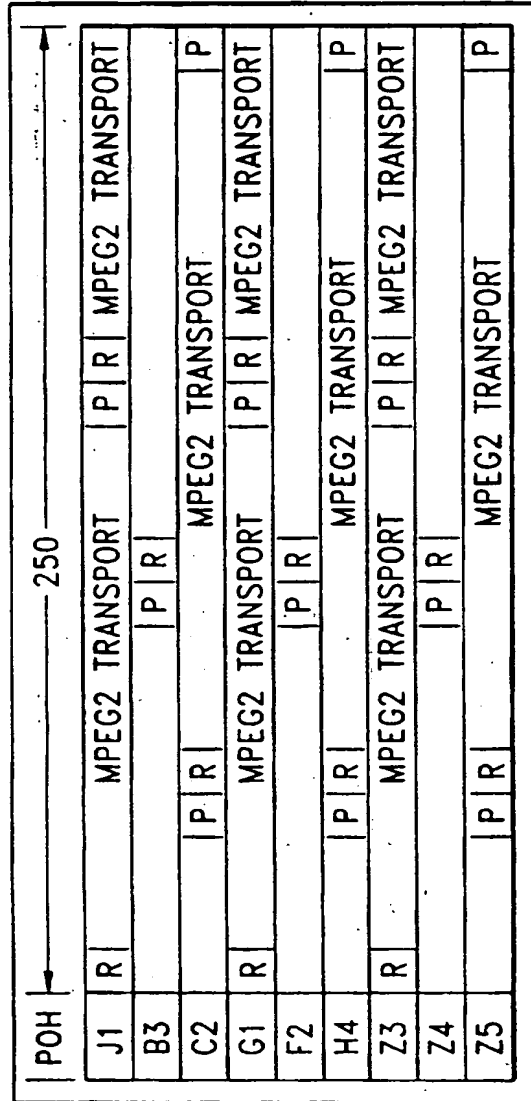 POH 250
J1 R MPEG2 TRANSPORT P R MPEG2 TRANSPORT
B3 P R
C2 P R MPEG2 TRANSPORT P
G1 R MPEG2 TRANSPORT P R MPEG2 TRANSPORT
F2 P R
H4 P R MPEG2 TRANSPORT P
Z3 R MPEG2 TRANSPORT P R MPEG2 TRANSPORT
Z4 P R
Z5 P R MPEG2 TRANSPORT P